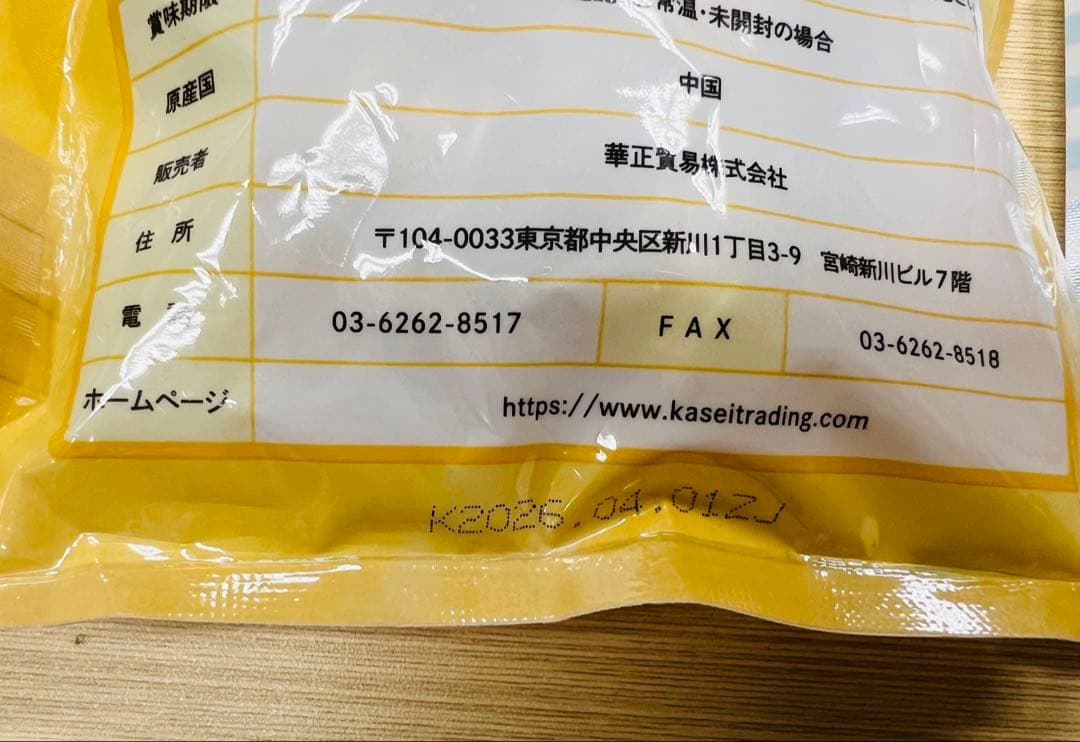 賞味期限
常温・未開封の場合
原産国 中国
販売者 華正貿易株式会社
住所 〒104-0033東京都中央区新川1丁目3-9 宮崎新川ビル7階
電 03-6262-8517 FAX 03-6262-8518
ホームページ https://www.kaseitrading.com
K2026.04.01ZJ